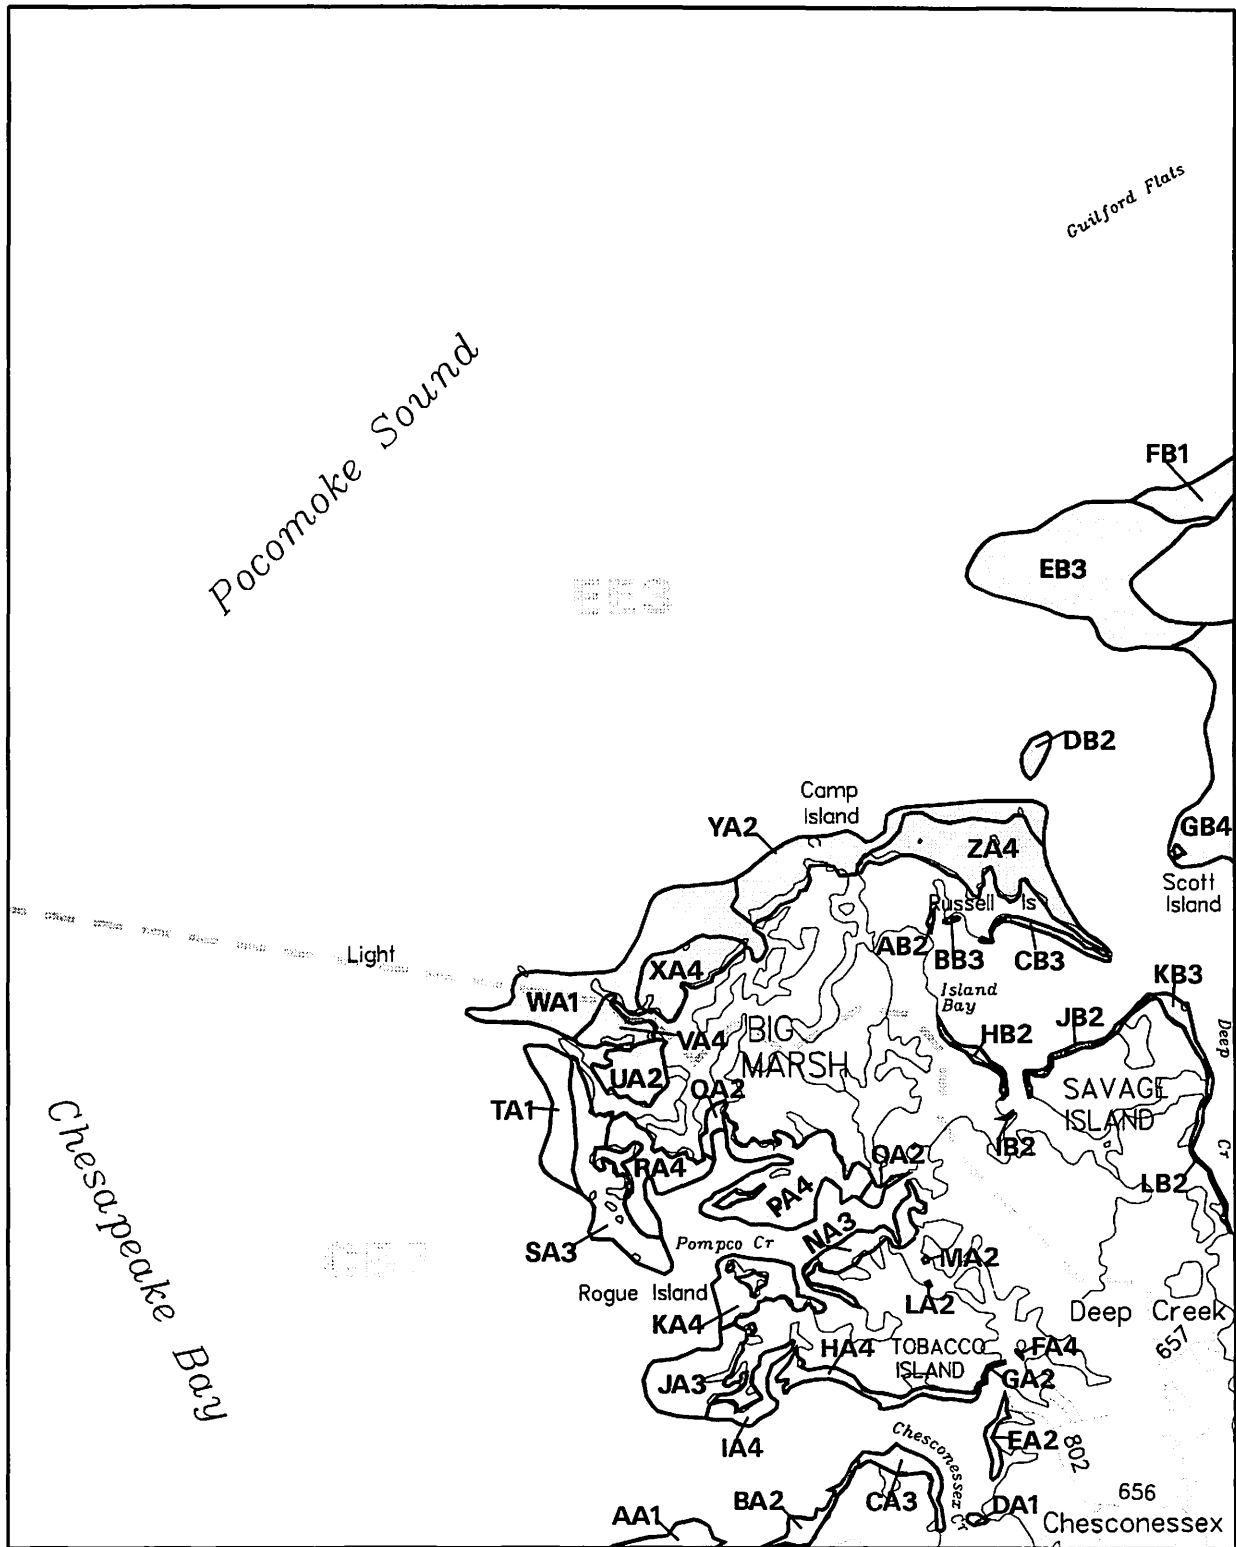 Guilford Flats
Pocomoke Sound
FB1
EB3
EE3
DB2
Camp
Island
YA2
GB4
ZA4
Scott
Island
Russell Is
Light
AB2
BB3
CB3
XA4
KB3
Island
Bay
WA1
JB2
Deep
Cr
HB2
VA4
BIG
MARSH
UA2
SAVAGE
ISLAND
TA1
QA2
IB2
OA2
RA4
LB2
PA4
NA3
SA3
Pompco Cr
MA2
Rogue Island
LA2
Deep Creek
KA4
657
HA4
TOBACCO
ISLAND
FA4
GA2
JA3
Chesapeake Bay
IA4
Chesconessex Cr
EA2
802
BA2
CA3
DA1
656
AA1
Chesconessex